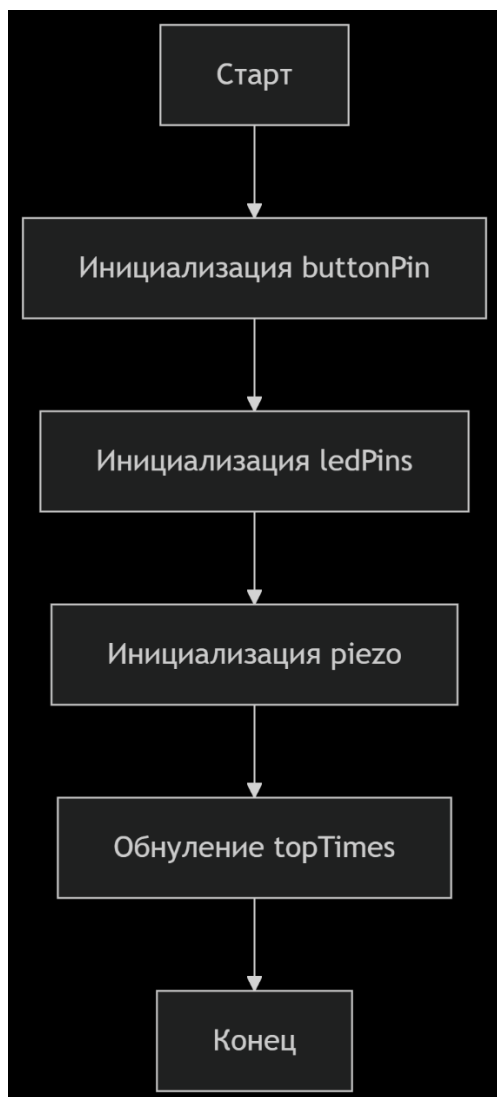 Старт
Инициализация buttonPin
Инициализация ledPins
Инициализация piezo
Обнуление topTimes
Конец